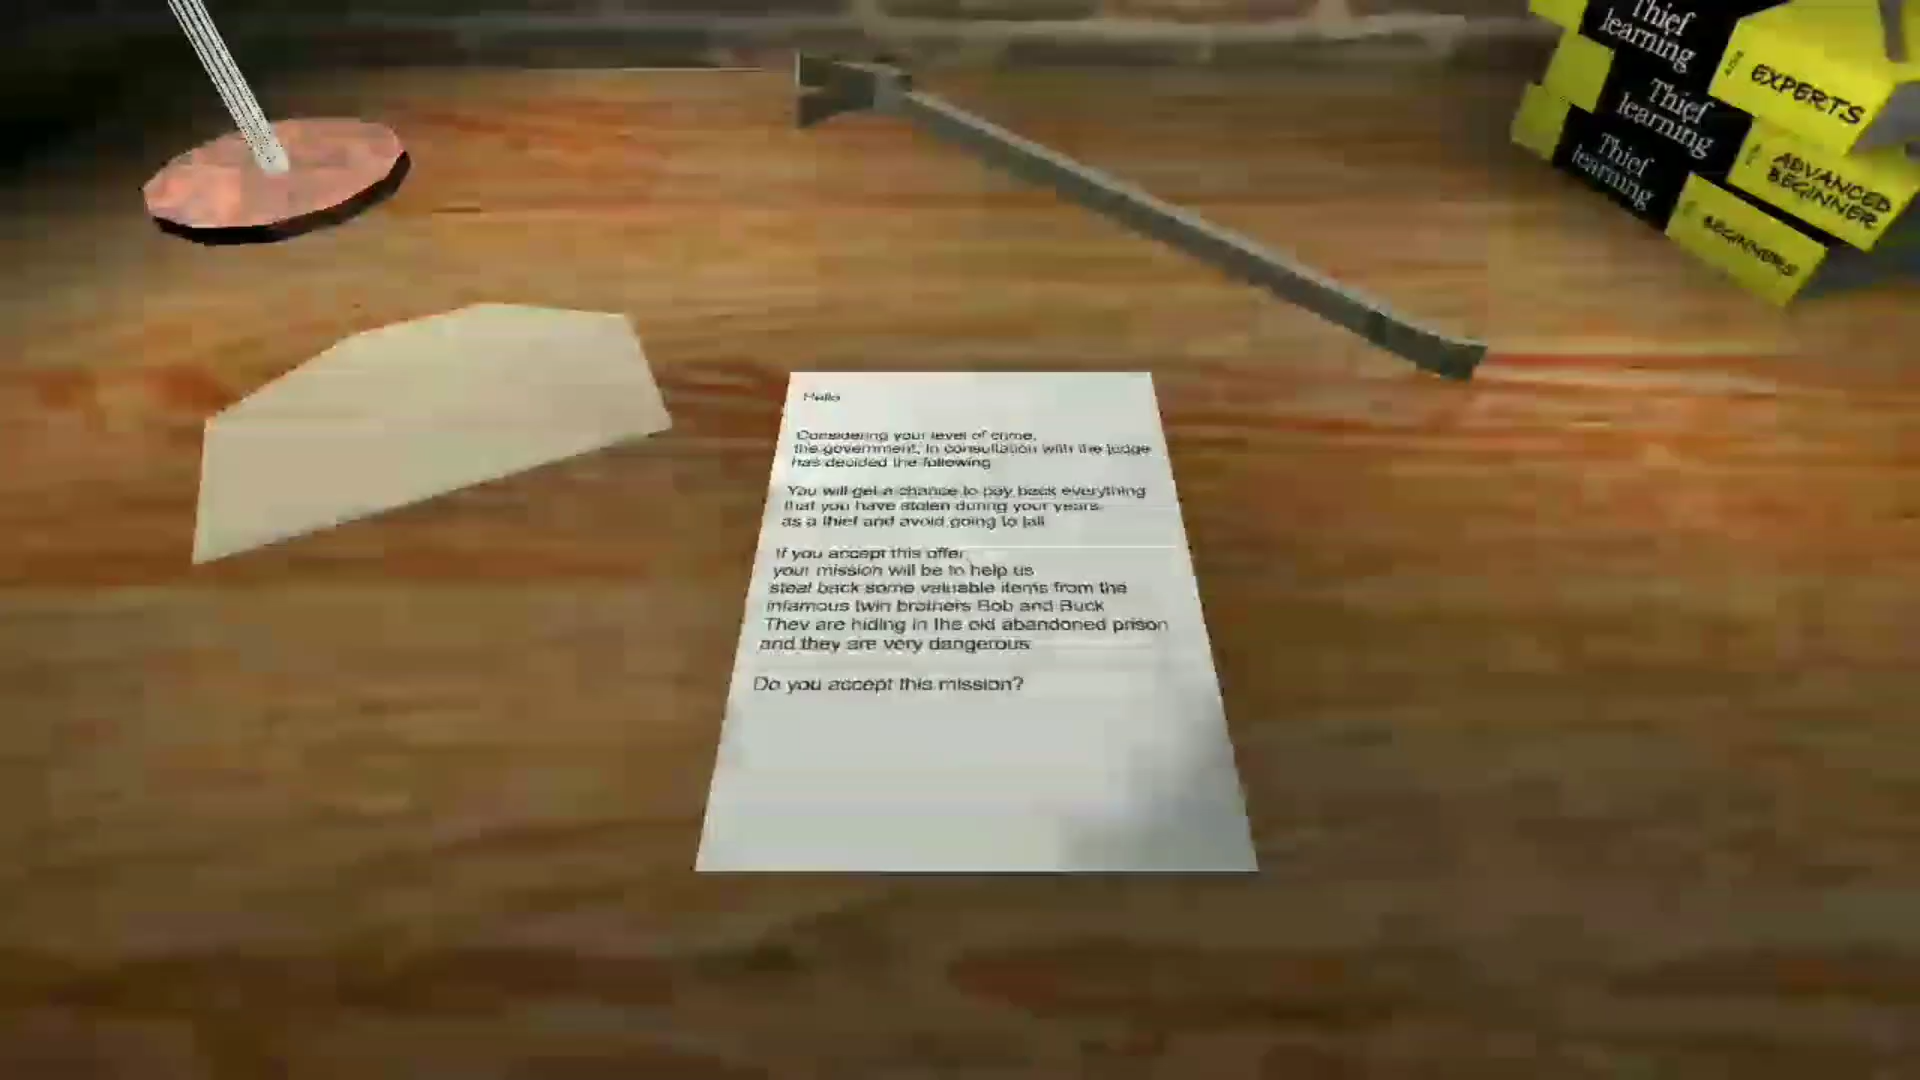 Thief
learning
EXPERTS
Thief
learning
ADVANCED
BEGINNER
Thief
learning
BEGINNERS
Hello
Considering your level of crime,
the government, in consultation with the judge
has decided the following
You will get a chance to pay back everything
that you have stolen during your years
as a thief and avoid going to jail
If you accept this offer,
your mission will be to help us
steal back some valuable items from the
infamous twin brothers Bob and Buck
They are hiding in the old abandoned prison
and they are very dangerous
Do you accept this mission?